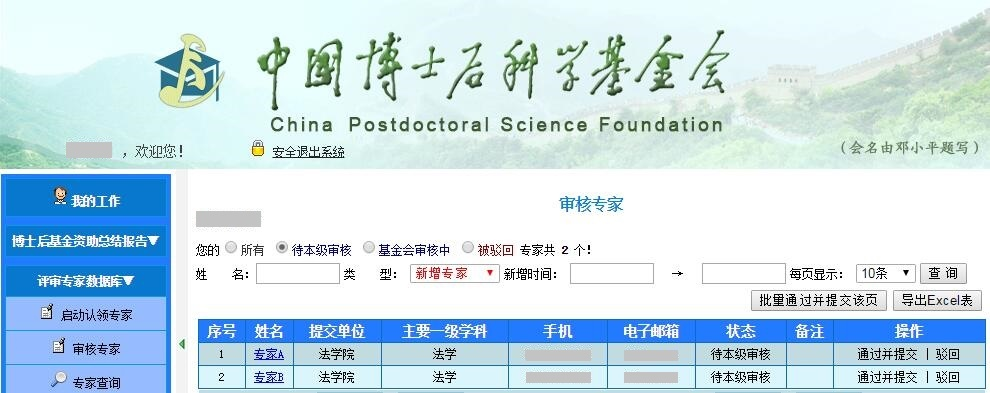 中国博士后科学基金会
China Postdoctoral Science Foundation
，欢迎您！ 安全退出系统
（会名由邓小平题写）
我的工作
博士后基金资助总结报告▼
评审专家数据库▼
启动认领专家
审核专家
专家查询
审核专家
您的 所有 待本级审核 基金会审核中 被驳回 专家共 2 个！
姓 名： 类 型： 新增专家 ▼ 新增时间： → 每页显示： 10条 ▼ 查 询
批量通过并提交该页 导出Excel表
序号 姓名 提交单位 主要一级学科 手机 电子邮箱 状态 备注 操作
1 专家A 法学院 法学 待本级审核 通过并提交 | 驳回
2 专家B 法学院 法学 待本级审核 通过并提交 | 驳回